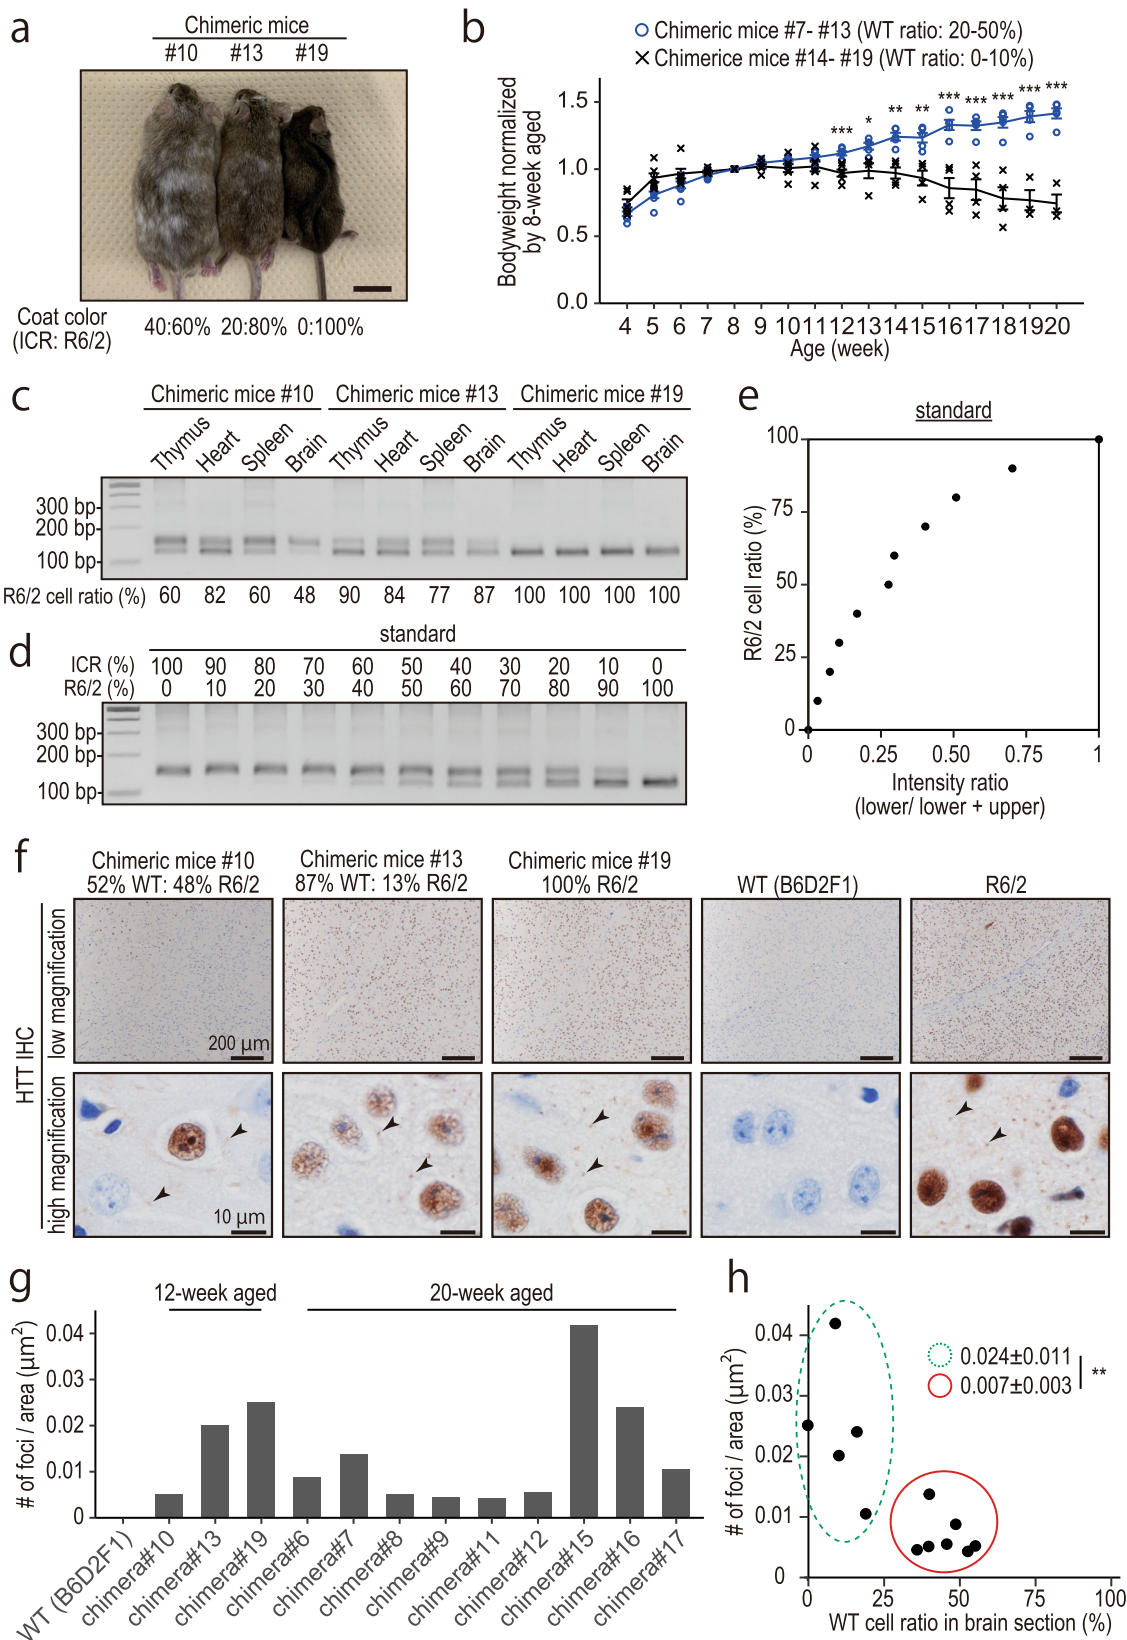 a
Chimeric mice
#10 #13 #19
Coat color
(ICR: R6/2)
40:60% 20:80% 0:100%
b
Chimeric mice #7- #13 (WT ratio: 20-50%)
Chimerice mice #14- #19 (WT ratio: 0-10%)
Bodyweight normalized
by 8-week aged
1.5
1.0
0.5
0.0
*** * ** ** *** *** *** *** ***
4 5 6 7 8 9 10 11 12 13 14 15 16 17 18 19 20
Age (week)
c
Chimeric mice #10 Chimeric mice #13 Chimeric mice #19
Thymus Heart Spleen Brain Thymus Heart Spleen Brain Thymus Heart Spleen Brain
300 bp
200 bp
100 bp
R6/2 cell ratio (%) 60 82 60 48 90 84 77 87 100 100 100 100
d
standard
ICR (%) 100 90 80 70 60 50 40 30 20 10 0
R6/2 (%) 0 10 20 30 40 50 60 70 80 90 100
300 bp
200 bp
100 bp
e
standard
R6/2 cell ratio (%)
100
75
50
25
0
0 0.25 0.50 0.75 1
Intensity ratio
(lower/ lower + upper)
f
Chimeric mice #10
52% WT: 48% R6/2
Chimeric mice #13
87% WT: 13% R6/2
Chimeric mice #19
100% R6/2
WT (B6D2F1)
R6/2
HTT IHC
low magnification
200 µm
high magnification
10 µm
g
12-week aged 20-week aged
# of foci / area (µm²)
0.04
0.03
0.02
0.01
0
WT (B6D2F1) chimera#10 chimera#13 chimera#19 chimera#6 chimera#7 chimera#8 chimera#9 chimera#11 chimera#12 chimera#15 chimera#16 chimera#17
h
# of foci / area (µm²)
0.04
0.03
0.02
0.01
0
0.024±0.011
0.007±0.003
**
0 25 50 75 100
WT cell ratio in brain section (%)